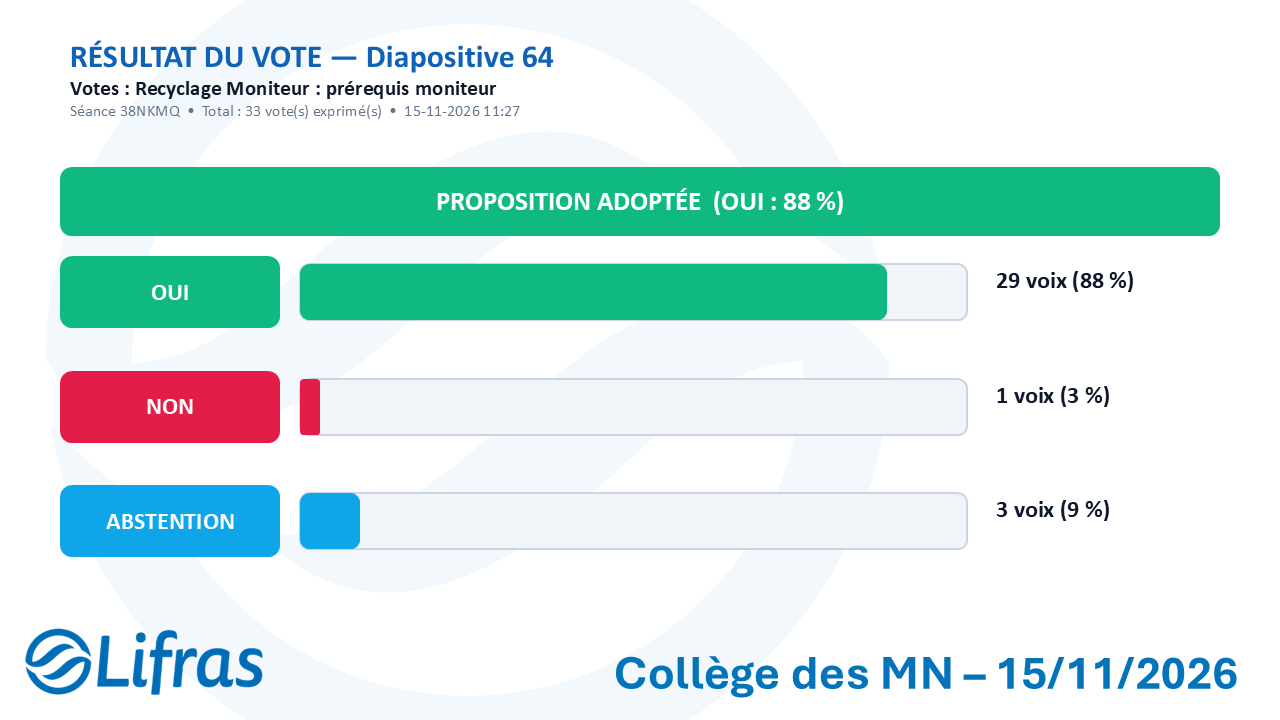 RÉSULTAT DU VOTE — Diapositive 64
Votes : Recyclage Moniteur : prérequis moniteur
Séance 38NKMQ • Total : 33 vote(s) exprimé(s) • 15-11-2026 11:27
PROPOSITION ADOPTÉE (OUI : 88 %)
OUI
29 voix (88 %)
NON
1 voix (3 %)
ABSTENTION
3 voix (9 %)
Lifras
Collège des MN – 15/11/2026